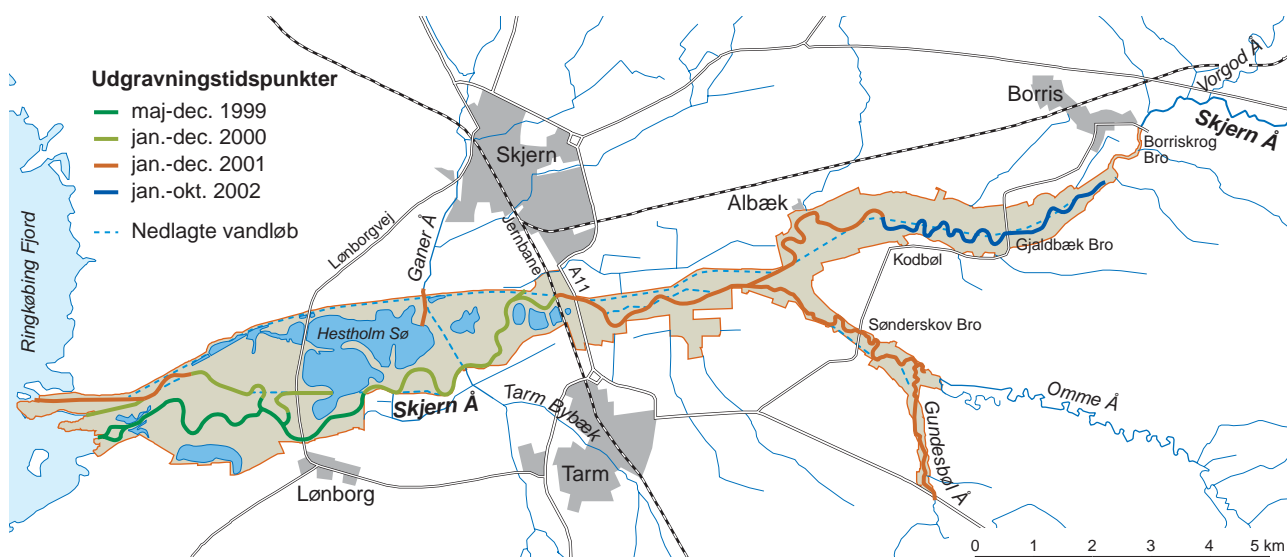 Udgravningstidspunkter
maj-dec. 1999
jan.-dec. 2000
jan.-dec. 2001
jan.-okt. 2002
Nedlagte vandløb
Ringkøbing Fjord
Lønborgvej
Ganer Å
Skjern
Jernbane
A11
Hestholm Sø
Skjern Å
Tarm Bybæk
Tarm
Lønborg
Albæk
Borris
Vorgod Å
Skjern Å
Borriskrog
Bro
Gjaldbæk Bro
Kodbøl
Sønderskov Bro
Omme Å
Gundesbøl Å
0 1 2 3 4 5 km